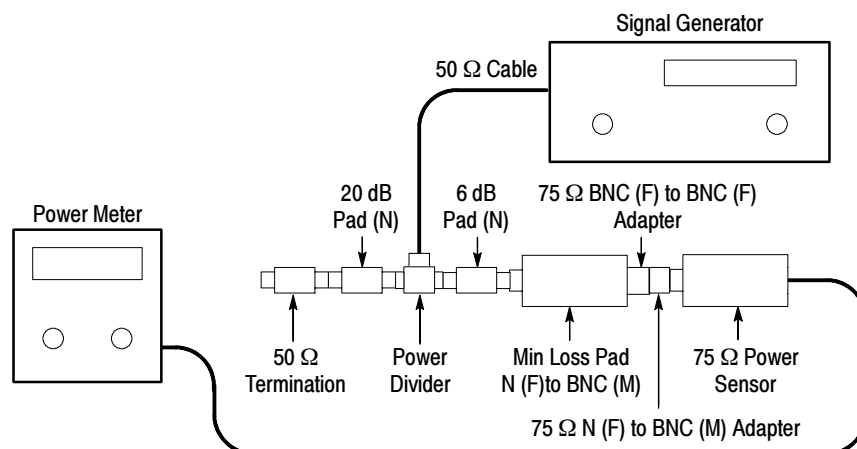 Signal Generator
50 Ω Cable
20 dB
Pad (N)
6 dB
Pad (N)
75 Ω BNC (F) to BNC (F)
Adapter
Power Meter
50 Ω
Termination
Power
Divider
Min Loss Pad
N (F)to BNC (M)
75 Ω Power
Sensor
75 Ω N (F) to BNC (M) Adapter